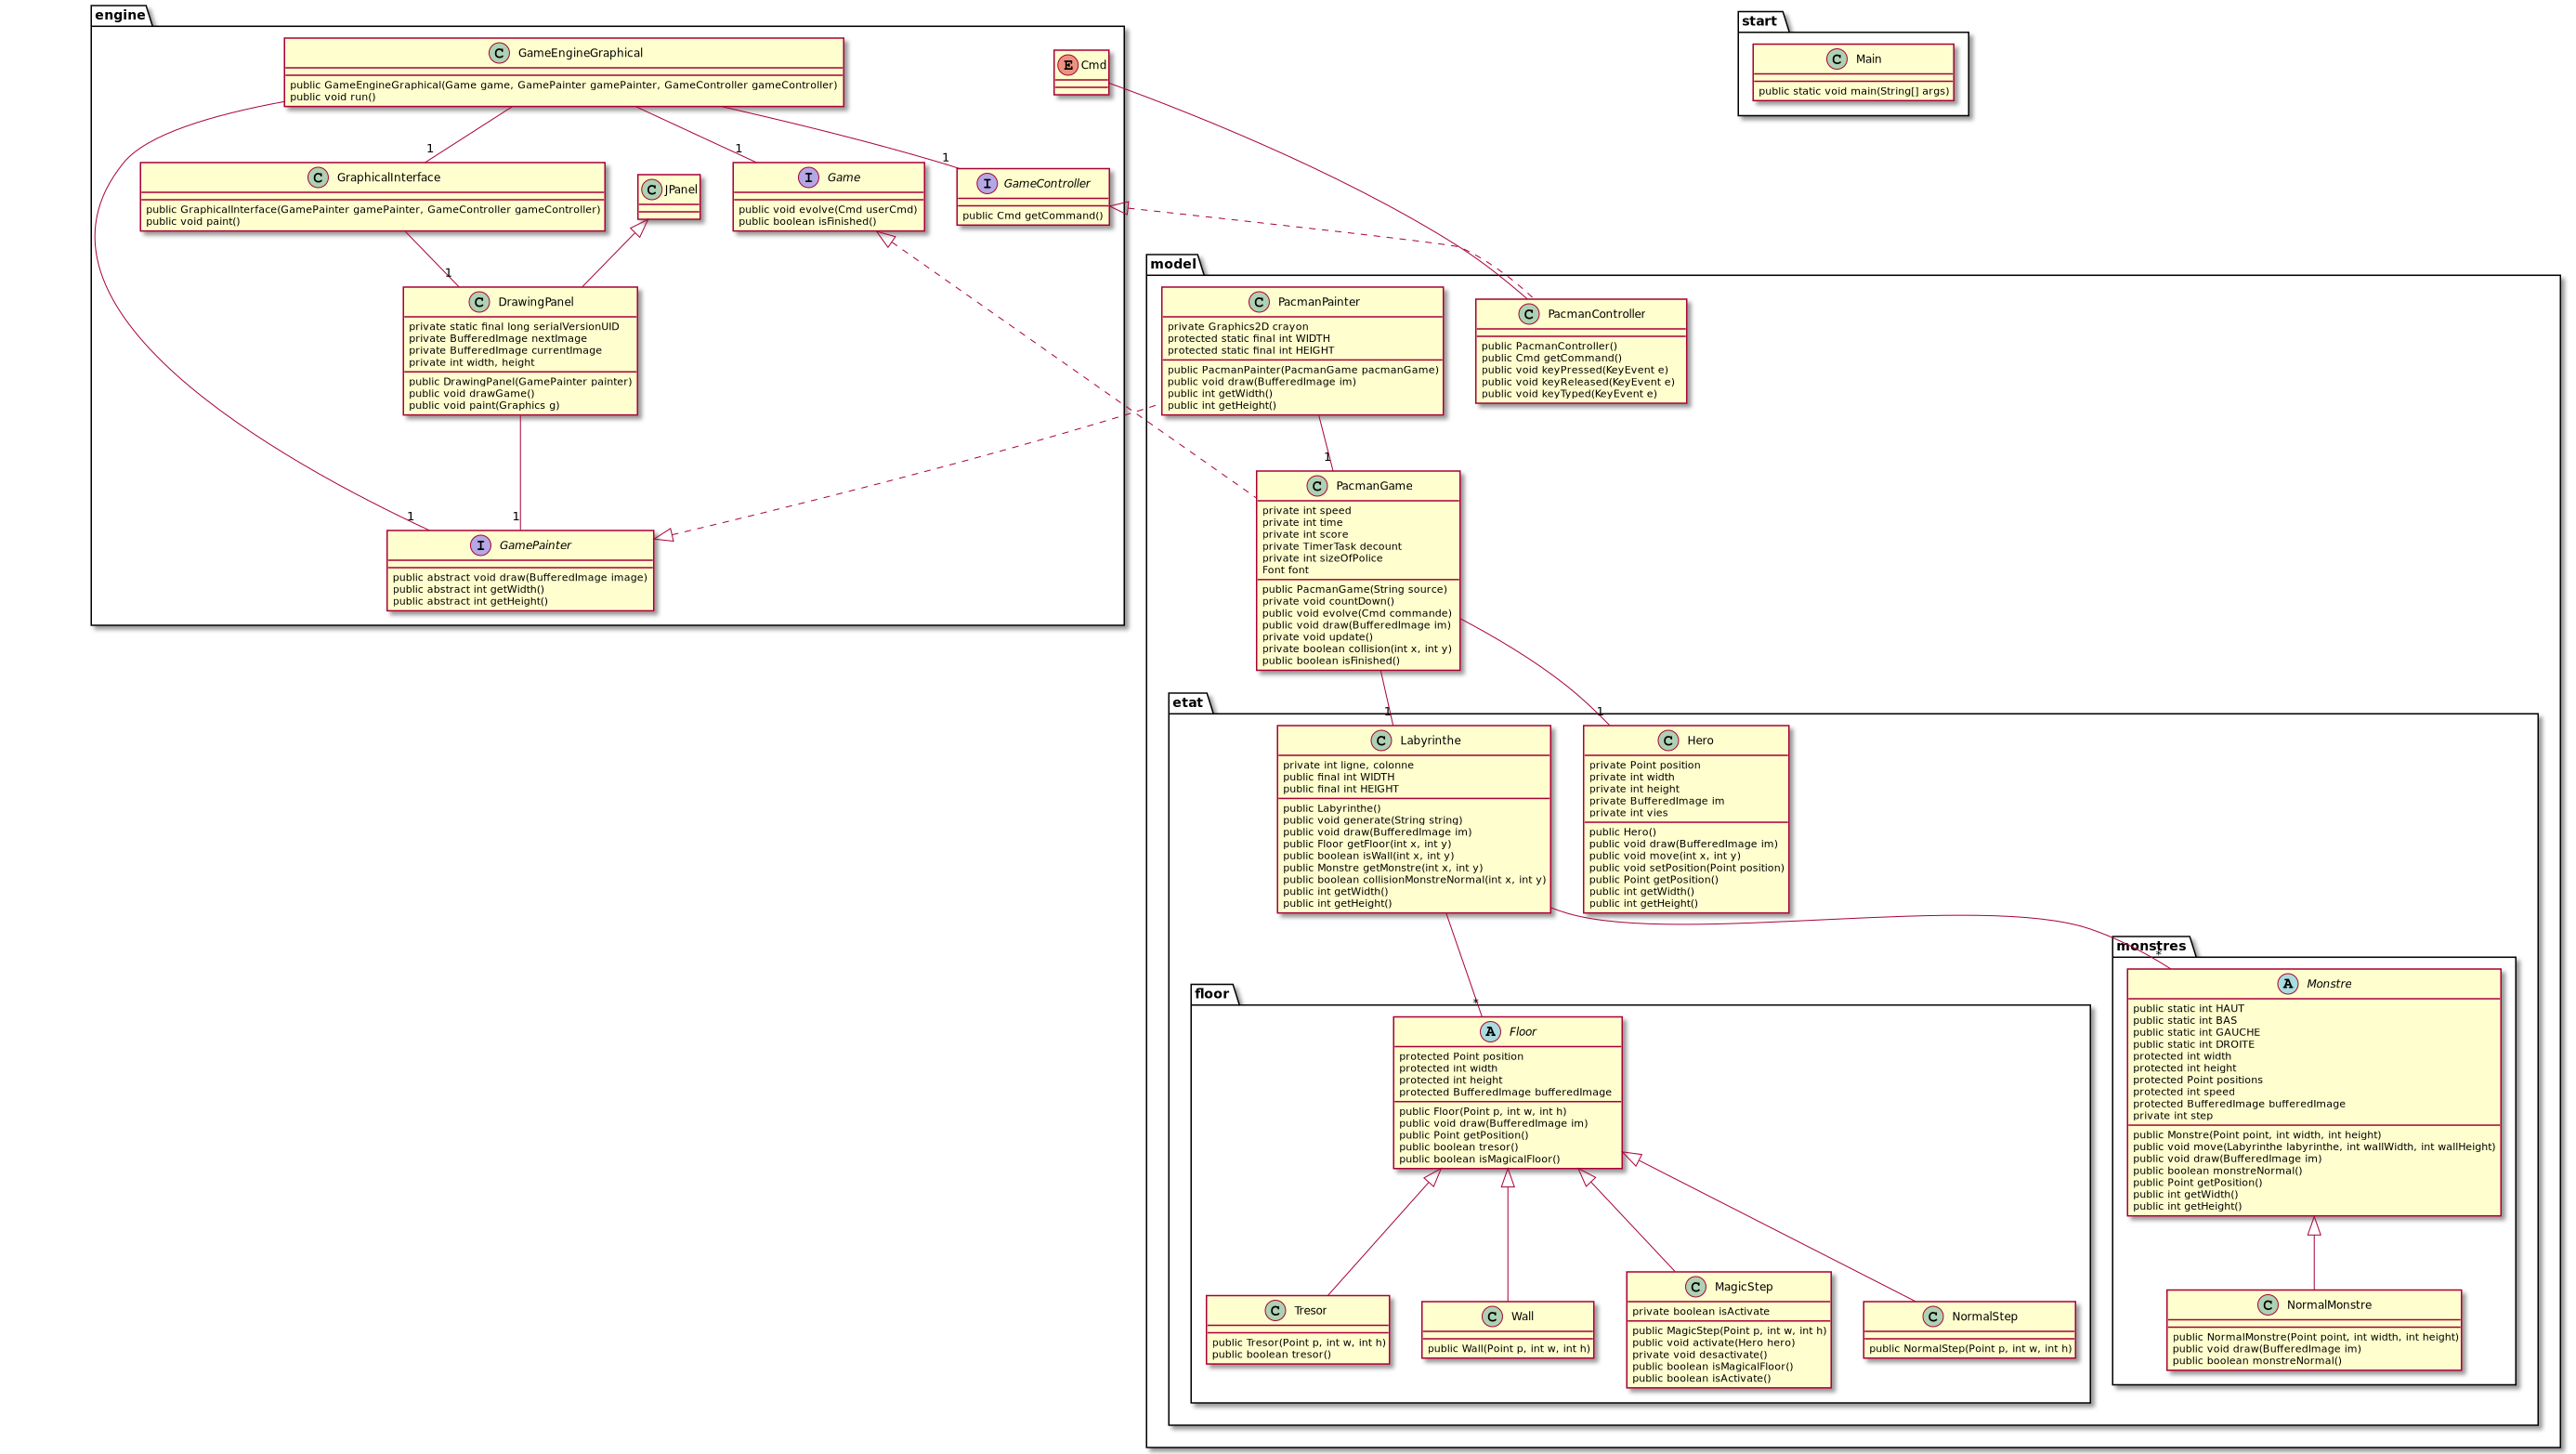 engine
C GameEngineGraphical
public GameEngineGraphical(Game game, GamePainter gamePainter, GameController gameController)
public void run()
E Cmd
start
C Main
public static void main(String[] args)
1
1
1
C GraphicalInterface
public GraphicalInterface(GamePainter gamePainter, GameController gameController)
public void paint()
C JPanel
I Game
public void evolve(Cmd userCmd)
public boolean isFinished()
I GameController
public Cmd getCommand()
1
C DrawingPanel
private static final long serialVersionUID
private BufferedImage nextImage
private BufferedImage currentImage
private int width, height
public DrawingPanel(GamePainter painter)
public void drawGame()
public void paint(Graphics g)
1
1
I GamePainter
public abstract void draw(BufferedImage image)
public abstract int getWidth()
public abstract int getHeight()
model
C PacmanPainter
private Graphics2D crayon
protected static final int WIDTH
protected static final int HEIGHT
public PacmanPainter(PacmanGame pacmanGame)
public void draw(BufferedImage im)
public int getWidth()
public int getHeight()
C PacmanController
public PacmanController()
public Cmd getCommand()
public void keyPressed(KeyEvent e)
public void keyReleased(KeyEvent e)
public void keyTyped(KeyEvent e)
1
C PacmanGame
private int speed
private int time
private int score
private TimerTask decount
private int sizeOfPolice
Font font
public PacmanGame(String source)
private void countDown()
public void evolve(Cmd commande)
public void draw(BufferedImage im)
private void update()
private boolean collision(int x, int y)
public boolean isFinished()
etat
1
1
C Labyrinthe
private int ligne, colonne
public final int WIDTH
public final int HEIGHT
public Labyrinthe()
public void generate(String string)
public void draw(BufferedImage im)
public Floor getFloor(int x, int y)
public boolean isWall(int x, int y)
public Monstre getMonstre(int x, int y)
public boolean collisionMonstreNormal(int x, int y)
public int getWidth()
public int getHeight()
C Hero
private Point position
private int width
private int height
private BufferedImage im
private int vies
public Hero()
public void draw(BufferedImage im)
public void move(int x, int y)
public void setPosition(Point position)
public Point getPosition()
public int getWidth()
public int getHeight()
floor
*
A Floor
protected Point position
protected int width
protected int height
protected BufferedImage bufferedImage
public Floor(Point p, int w, int h)
public void draw(BufferedImage im)
public Point getPosition()
public boolean tresor()
public boolean isMagicalFloor()
C Tresor
public Tresor(Point p, int w, int h)
public boolean tresor()
C Wall
public Wall(Point p, int w, int h)
C MagicStep
private boolean isActivate
public MagicStep(Point p, int w, int h)
public void activate(Hero hero)
private void desactivate()
public boolean isMagicalFloor()
public boolean isActivate()
C NormalStep
public NormalStep(Point p, int w, int h)
monstres
*
A Monstre
public static int HAUT
public static int BAS
public static int GAUCHE
public static int DROITE
protected int width
protected int height
protected Point positions
protected int speed
protected BufferedImage bufferedImage
private int step
public Monstre(Point point, int width, int height)
public void move(Labyrinthe labyrinthe, int wallWidth, int wallHeight)
public void draw(BufferedImage im)
public boolean monstreNormal()
public Point getPosition()
public int getWidth()
public int getHeight()
C NormalMonstre
public NormalMonstre(Point point, int width, int height)
public void draw(BufferedImage im)
public boolean monstreNormal()